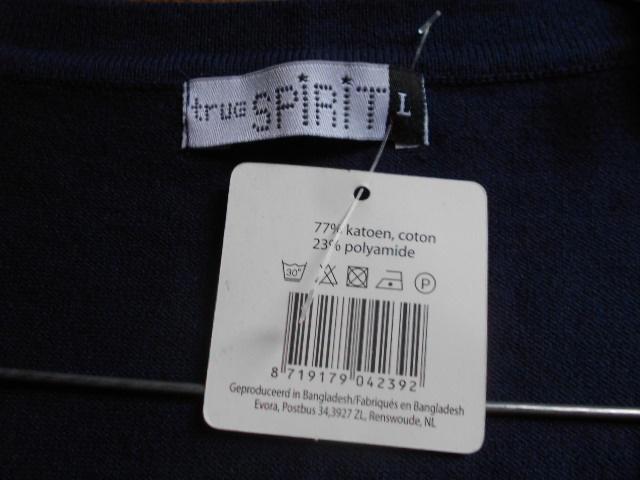 true SPiRiT L
77% katoen, coton
23% polyamide
30° P
8 719179 042392
Geproduceerd in Bangladesh/Fabriqués en Bangladesh
Evora, Postbus 34,3927 ZL, Renswoude, NL